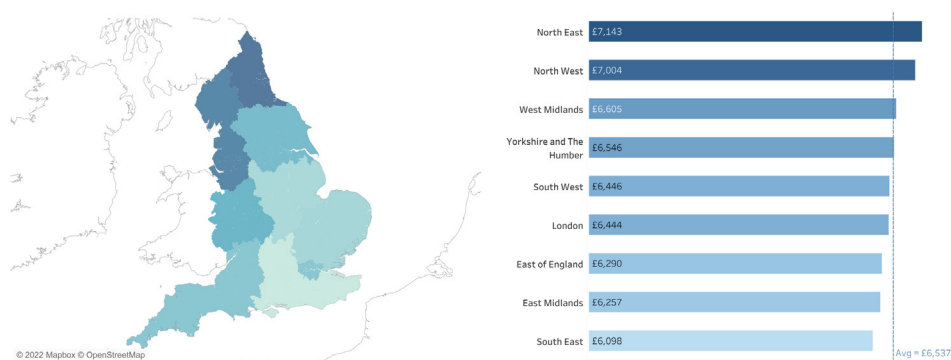 North East £7,143
North West £7,004
West Midlands £6,605
Yorkshire and The
Humber £6,546
South West £6,446
London £6,444
East of England £6,290
East Midlands £6,257
South East £6,098
Avg = £6,537
© 2022 Mapbox © OpenStreetMap